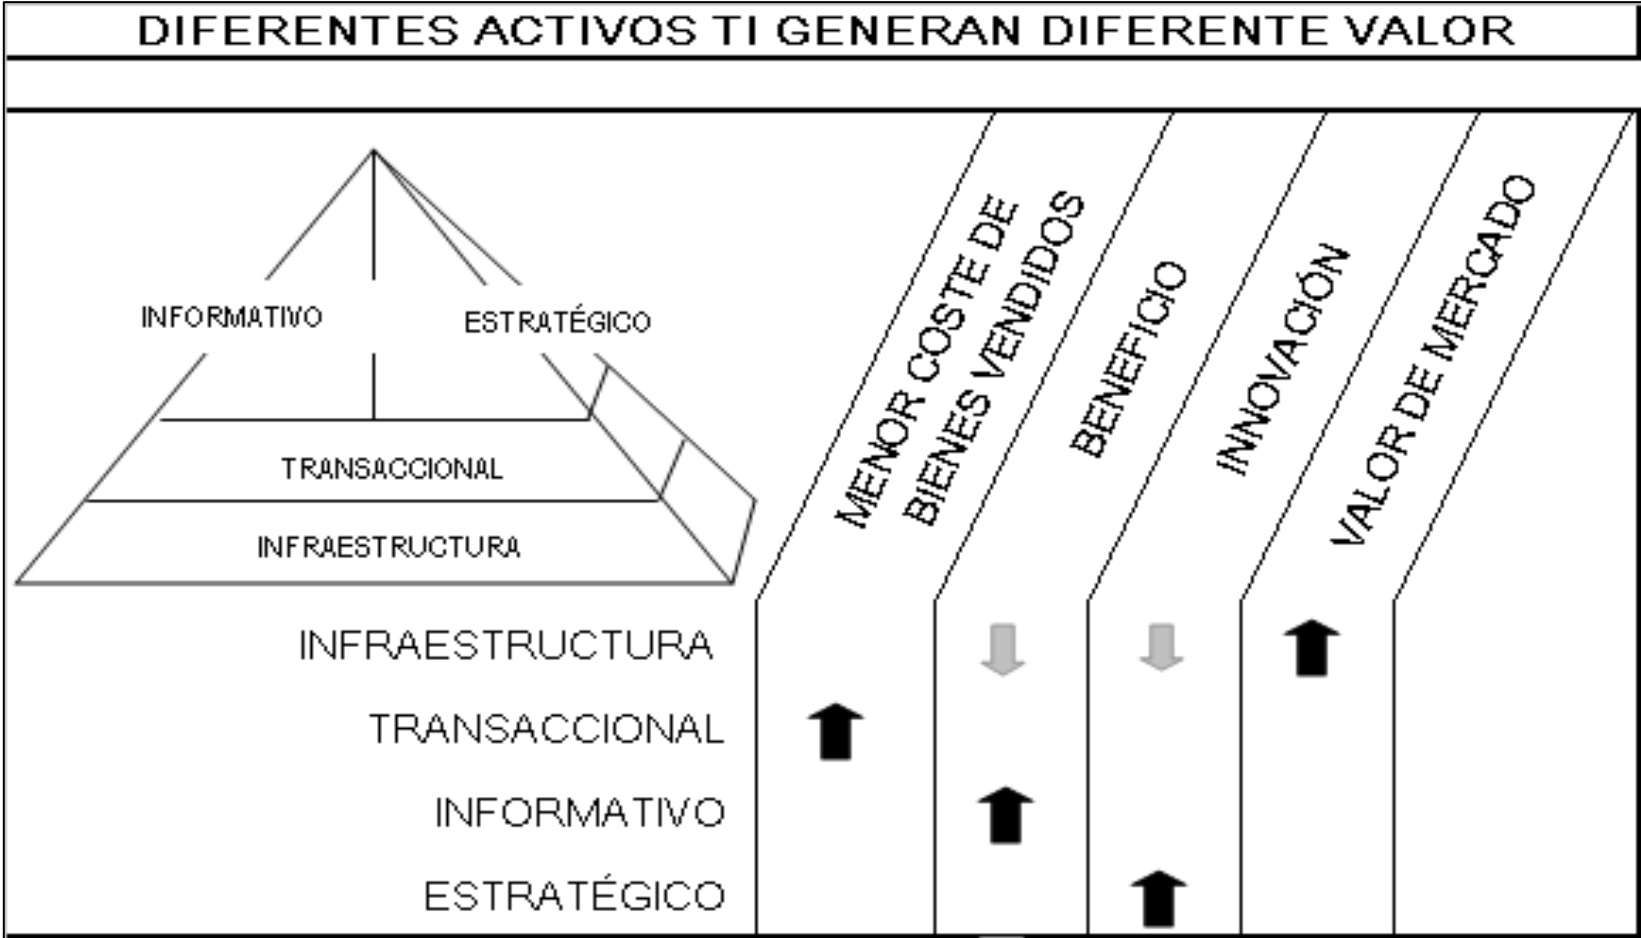 DIFERENTES ACTIVOS TI GENERAN DIFERENTE VALOR
INFORMATIVO
ESTRATÉGICO
TRANSACCIONAL
INFRAESTRUCTURA
MENOR COSTE DE
BIENES VENDIDOS
BENEFICIO
INNOVACIÓN
VALOR DE MERCADO
INFRAESTRUCTURA
TRANSACCIONAL
INFORMATIVO
ESTRATÉGICO